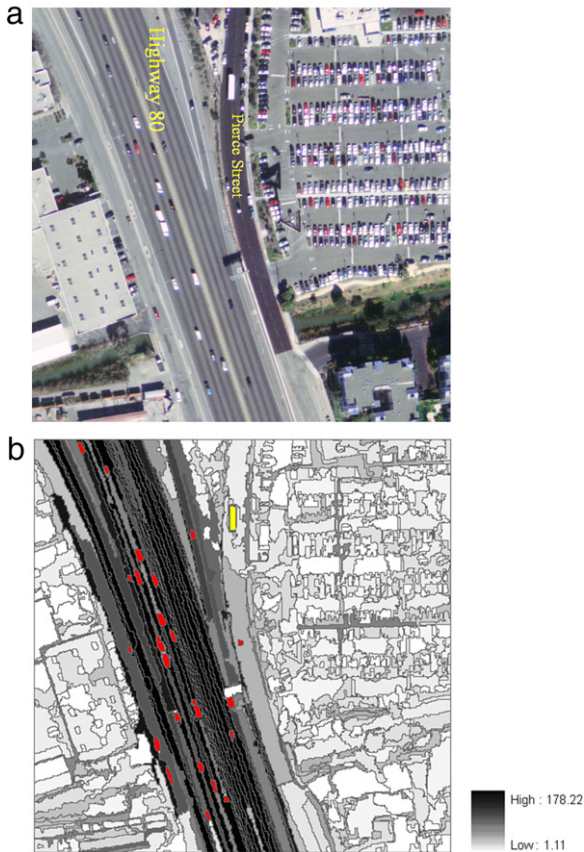 a
Highway 80
Pierce Street
b
High : 178.22
Low : 1.11